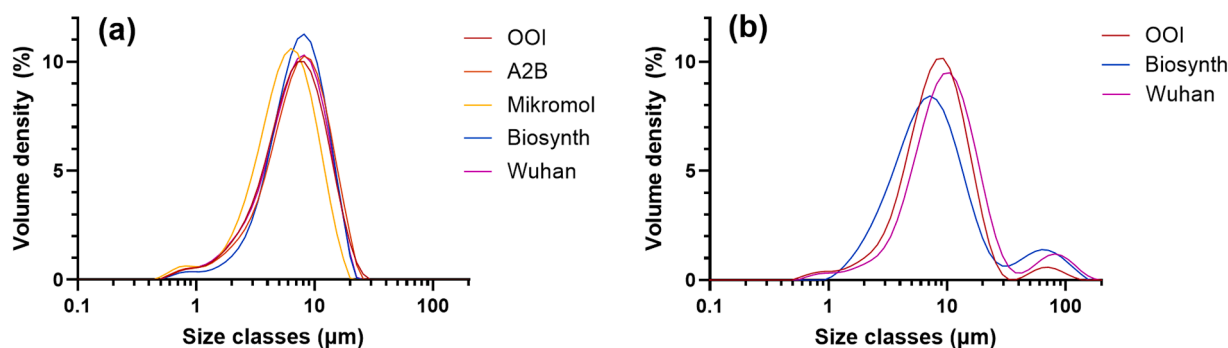 (a)
Volume density (%)
10
5
0
0.1 1 10 100
Size classes (µm)
OOI
A2B
Mikromol
Biosynth
Wuhan
(b)
Volume density (%)
10
5
0
0.1 1 10 100
Size classes (µm)
OOI
Biosynth
Wuhan